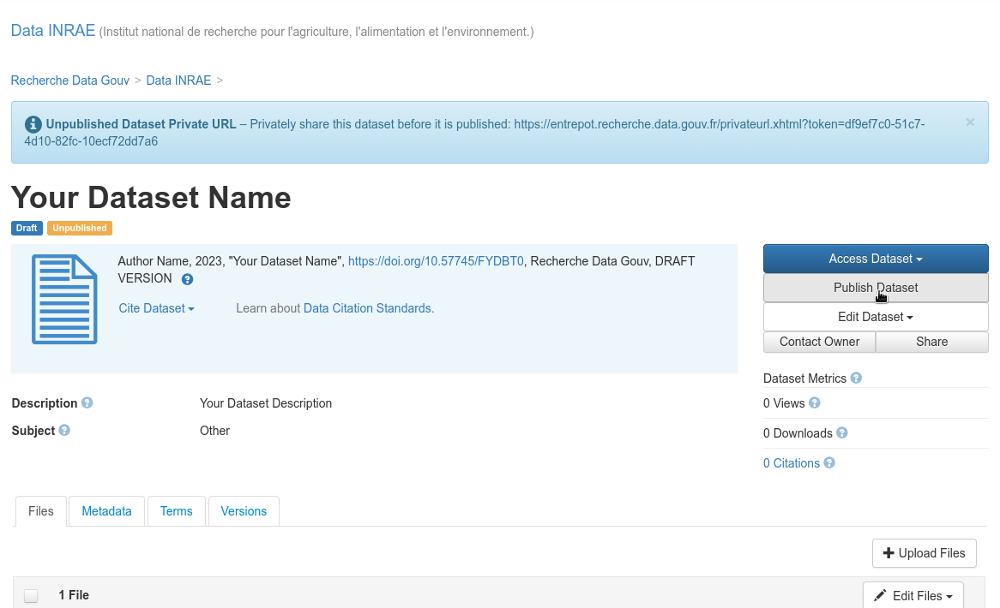 Data INRAE (Institut national de recherche pour l'agriculture, l'alimentation et l'environnement.)
Recherche Data Gouv > Data INRAE >
Unpublished Dataset Private URL – Privately share this dataset before it is published: https://entrepot.recherche.data.gouv.fr/privateurl.xhtml?token=df9ef7c0-51c7-
4d10-82fc-10ecf72dd7a6
×
Your Dataset Name
Draft Unpublished
Author Name, 2023, "Your Dataset Name", https://doi.org/10.57745/FYDBT0, Recherche Data Gouv, DRAFT
VERSION ?
Cite Dataset Learn about Data Citation Standards.
Access Dataset
Publish Dataset
Edit Dataset
Contact Owner Share
Dataset Metrics ?
0 Views ?
0 Downloads ?
0 Citations ?
Description ? Your Dataset Description
Subject ? Other
Files Metadata Terms Versions
Upload Files
1 File Edit Files